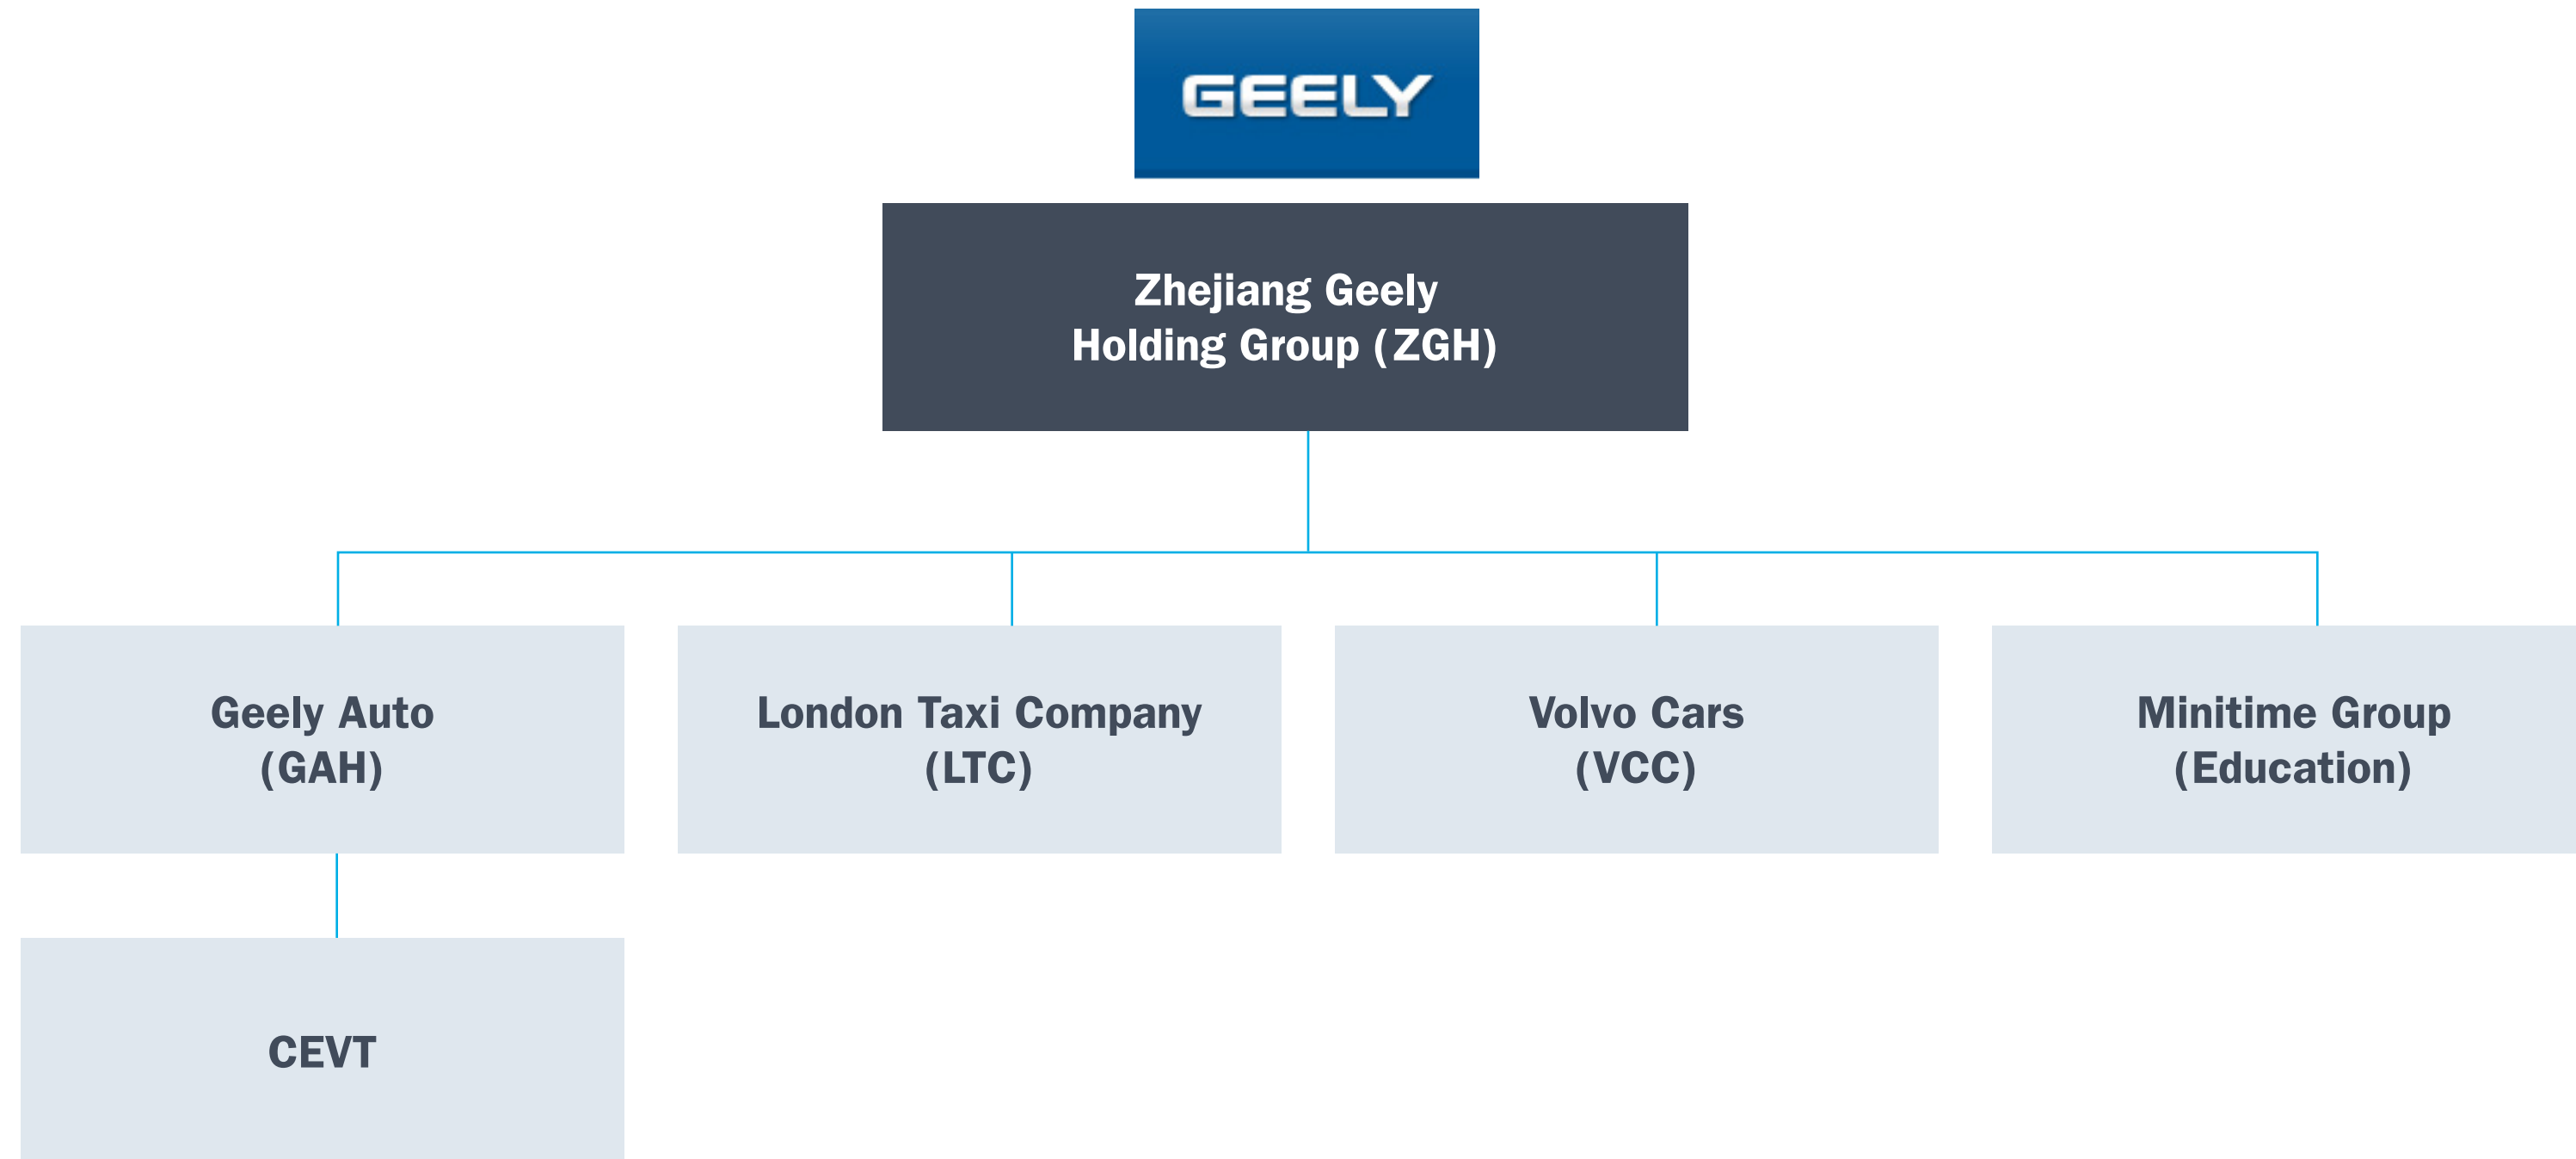 GEELY
Zhejiang Geely
Holding Group (ZGH)
Geely Auto
(GAH)
London Taxi Company
(LTC)
Volvo Cars
(VCC)
Minitime Group
(Education)
CEVT